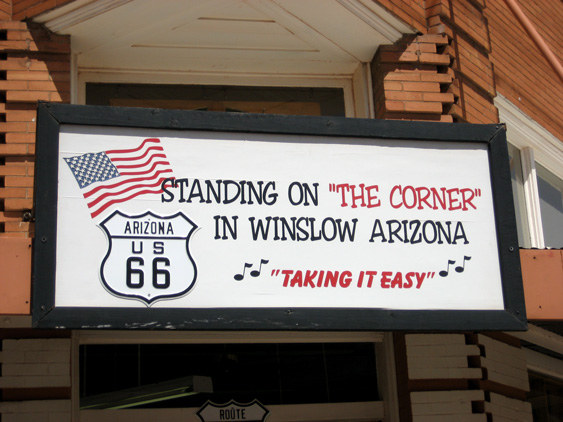 STANDING ON "THE CORNER"
IN WINSLOW ARIZONA
"TAKING IT EASY"
ARIZONA
US
66
ROUTE